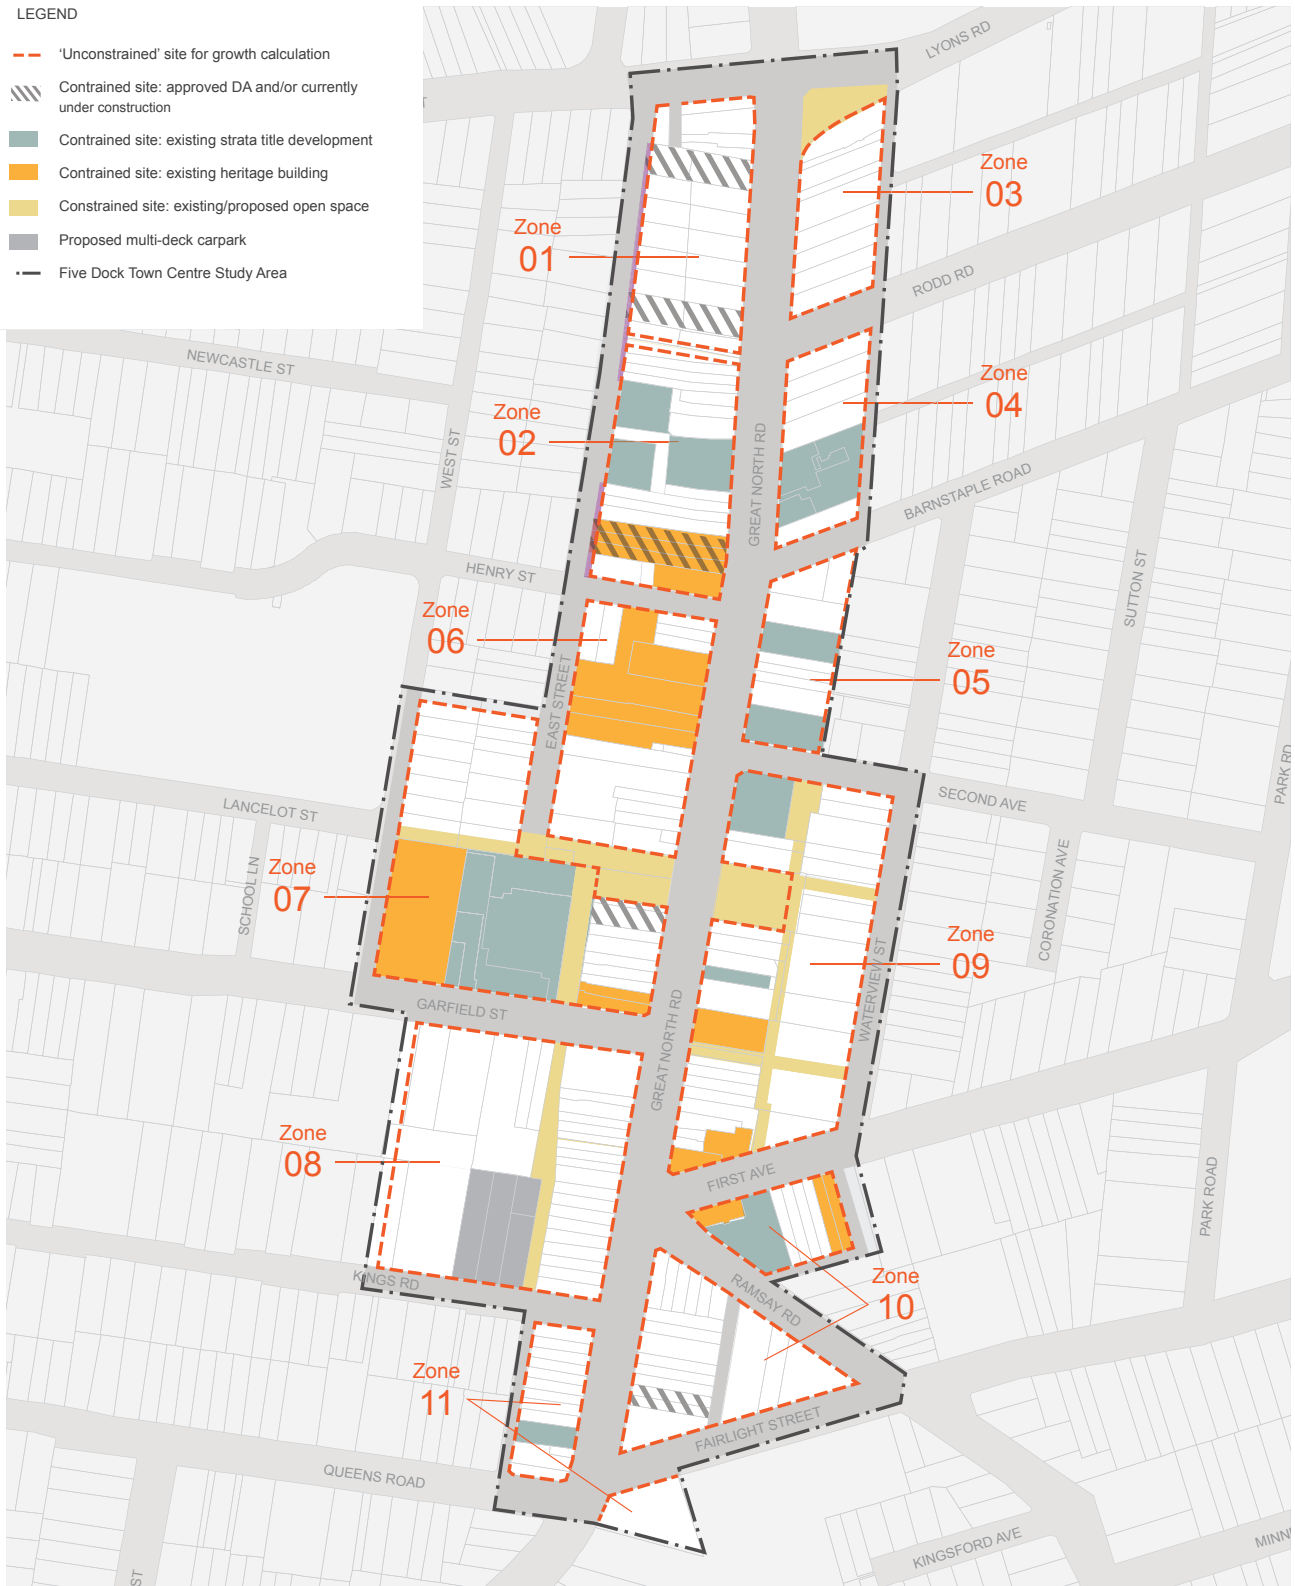 LEGEND
‘Unconstrained’ site for growth calculation
Contrained site: approved DA and/or currently
under construction
Contrained site: existing strata title development
Contrained site: existing heritage building
Constrained site: existing/proposed open space
Proposed multi-deck carpark
Five Dock Town Centre Study Area
LYONS RD
Zone
03
Zone
01
RODD RD
NEWCASTLE ST
Zone
04
Zone
02
WEST ST
GREAT NORTH RD
BARNSTAPLE ROAD
HENRY ST
SUTTON ST
Zone
06
Zone
05
EAST STREET
PARK RD
LANCELOT ST
SECOND AVE
SCHOOL LN
Zone
07
CORONATION AVE
Zone
09
WATERVIEW ST
GARFIELD ST
GREAT NORTH RD
Zone
08
FIRST AVE
PARK ROAD
KINGS RD
RAMSAY RD
Zone
10
Zone
11
FAIRLIGHT STREET
QUEENS ROAD
KINGSFORD AVE
MINN
ST